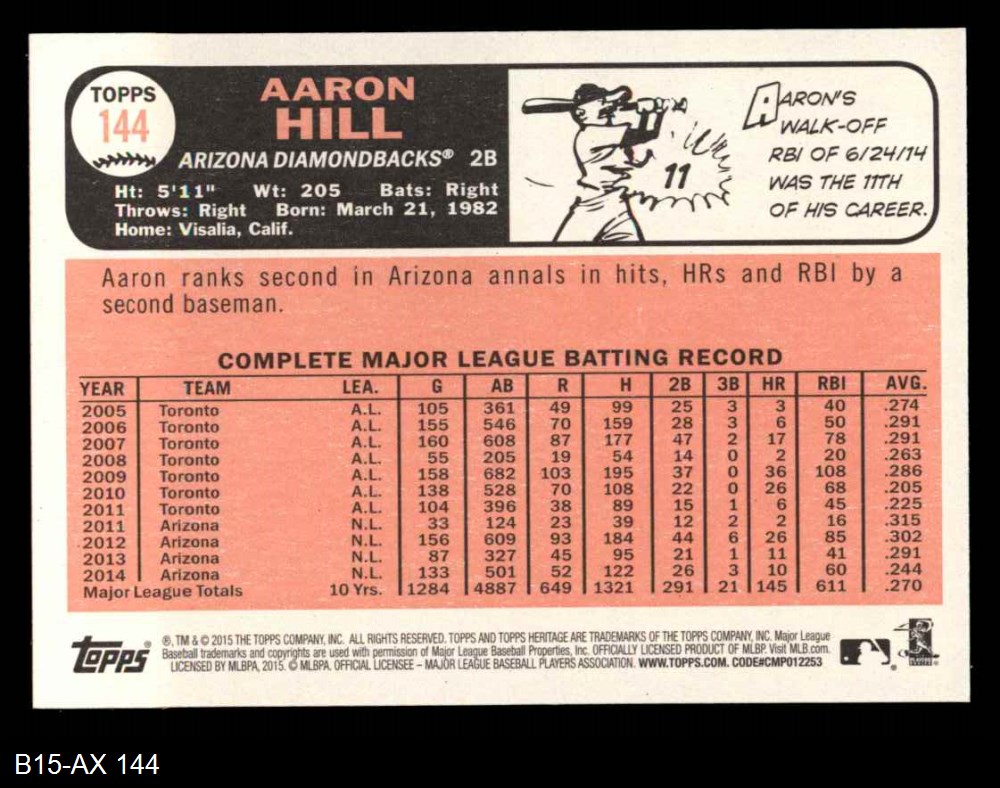 TOPPS
144
AARON
HILL
ARIZONA DIAMONDBACKS® 2B
Ht: 5'11" Wt: 205 Bats: Right
Throws: Right Born: March 21, 1982
Home: Visalia, Calif.
11
AARON'S
WALK-OFF
RBI OF 6/24/14
WAS THE 11TH
OF HIS CAREER.
Aaron ranks second in Arizona annals in hits, HRs and RBI by a
second baseman.
COMPLETE MAJOR LEAGUE BATTING RECORD
YEAR TEAM LEA. G AB R H 2B 3B HR RBI AVG.
2005 Toronto A.L. 105 361 49 99 25 3 3 40 .274
2006 Toronto A.L. 155 546 70 159 28 3 6 50 .291
2007 Toronto A.L. 160 608 87 177 47 2 17 78 .291
2008 Toronto A.L. 55 205 19 54 14 0 2 20 .263
2009 Toronto A.L. 158 682 103 195 37 0 36 108 .286
2010 Toronto A.L. 138 528 70 108 22 0 26 68 .205
2011 Toronto A.L. 104 396 38 89 15 1 6 45 .225
2011 Arizona N.L. 33 124 23 39 12 2 2 16 .315
2012 Arizona N.L. 156 609 93 184 44 6 26 85 .302
2013 Arizona N.L. 87 327 45 95 21 1 11 41 .291
2014 Arizona N.L. 133 501 52 122 26 3 10 60 .244
Major League Totals 10 Yrs. 1284 4887 649 1321 291 21 145 611 .270
Topps®
®, TM & © 2015 THE TOPPS COMPANY, INC. ALL RIGHTS RESERVED. TOPPS AND TOPPS HERITAGE ARE TRADEMARKS OF THE TOPPS COMPANY, INC. Major League
Baseball trademarks and copyrights are used with permission of Major League Baseball Properties, Inc. OFFICIALLY LICENSED PRODUCT OF MLBP. Visit MLB.com.
LICENSED BY MLBPA, 2015. © MLBPA. OFFICIAL LICENSEE – MAJOR LEAGUE BASEBALL PLAYERS ASSOCIATION. WWW.TOPPS.COM. CODE#CMP012253
B15-AX 144